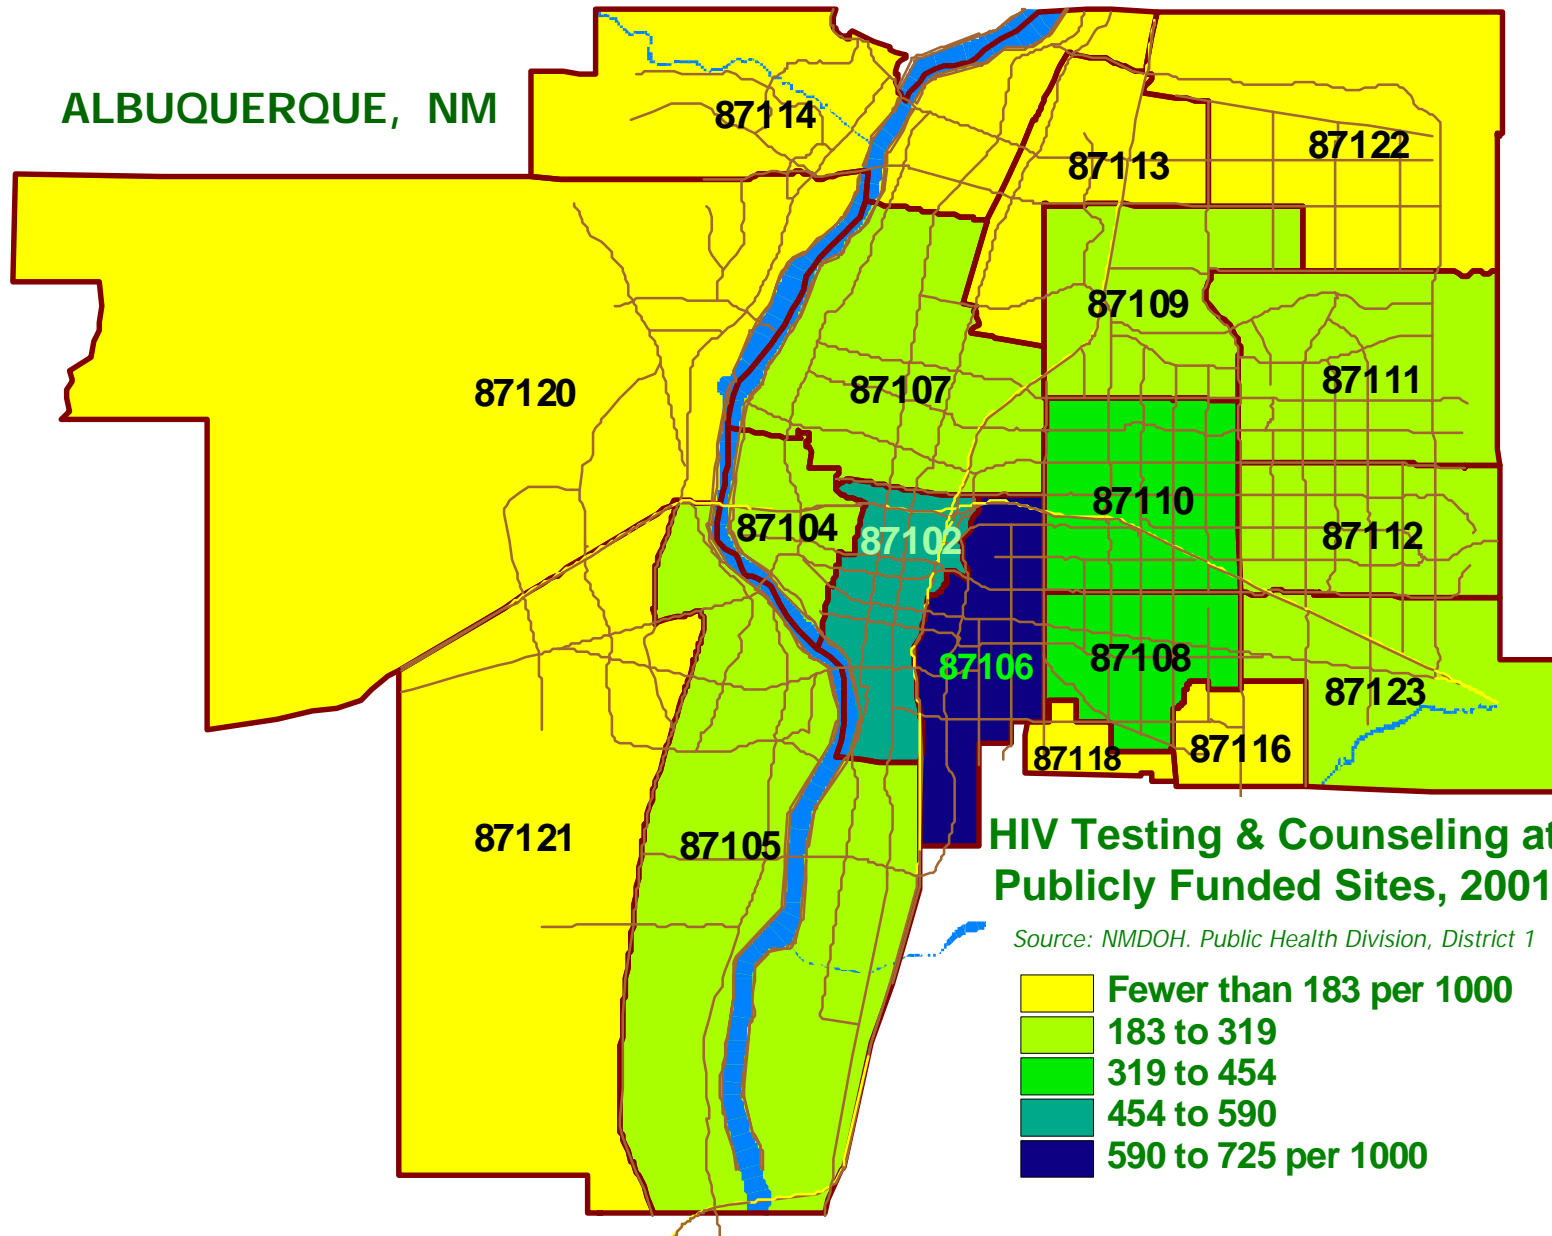 ALBUQUERQUE, NM
87114
87122
87113
87109
87120
87107
87111
87110
87104
87102
87112
87106
87108
87123
87116
87118
87121
87105
HIV Testing & Counseling at
Publicly Funded Sites, 2001
Source: NMDOH. Public Health Division, District 1
Fewer than 183 per 1000
183 to 319
319 to 454
454 to 590
590 to 725 per 1000